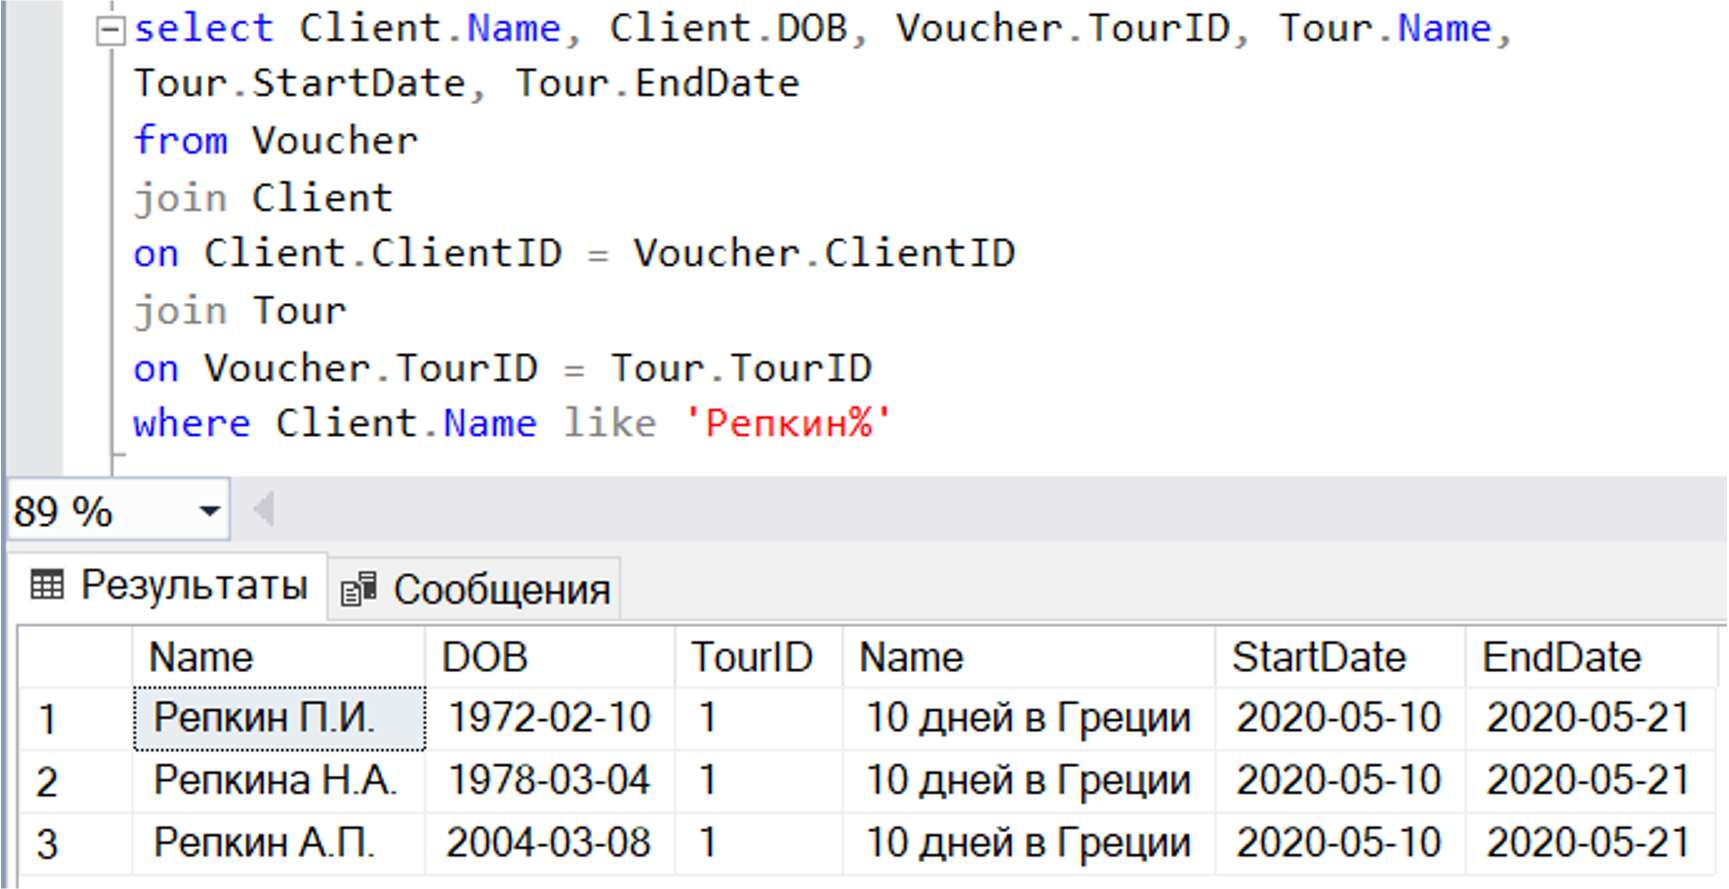 select Client.Name, Client.DOB, Voucher.TourID, Tour.Name,
Tour.StartDate, Tour.EndDate
from Voucher
join Client
on Client.ClientID = Voucher.ClientID
join Tour
on Voucher.TourID = Tour.TourID
where Client.Name like 'Репкин%'
89 %
Результаты Сообщения
Name DOB TourID Name StartDate EndDate
1 Репкин П.И. 1972-02-10 1 10 дней в Греции 2020-05-10 2020-05-21
2 Репкина Н.А. 1978-03-04 1 10 дней в Греции 2020-05-10 2020-05-21
3 Репкин А.П. 2004-03-08 1 10 дней в Греции 2020-05-10 2020-05-21